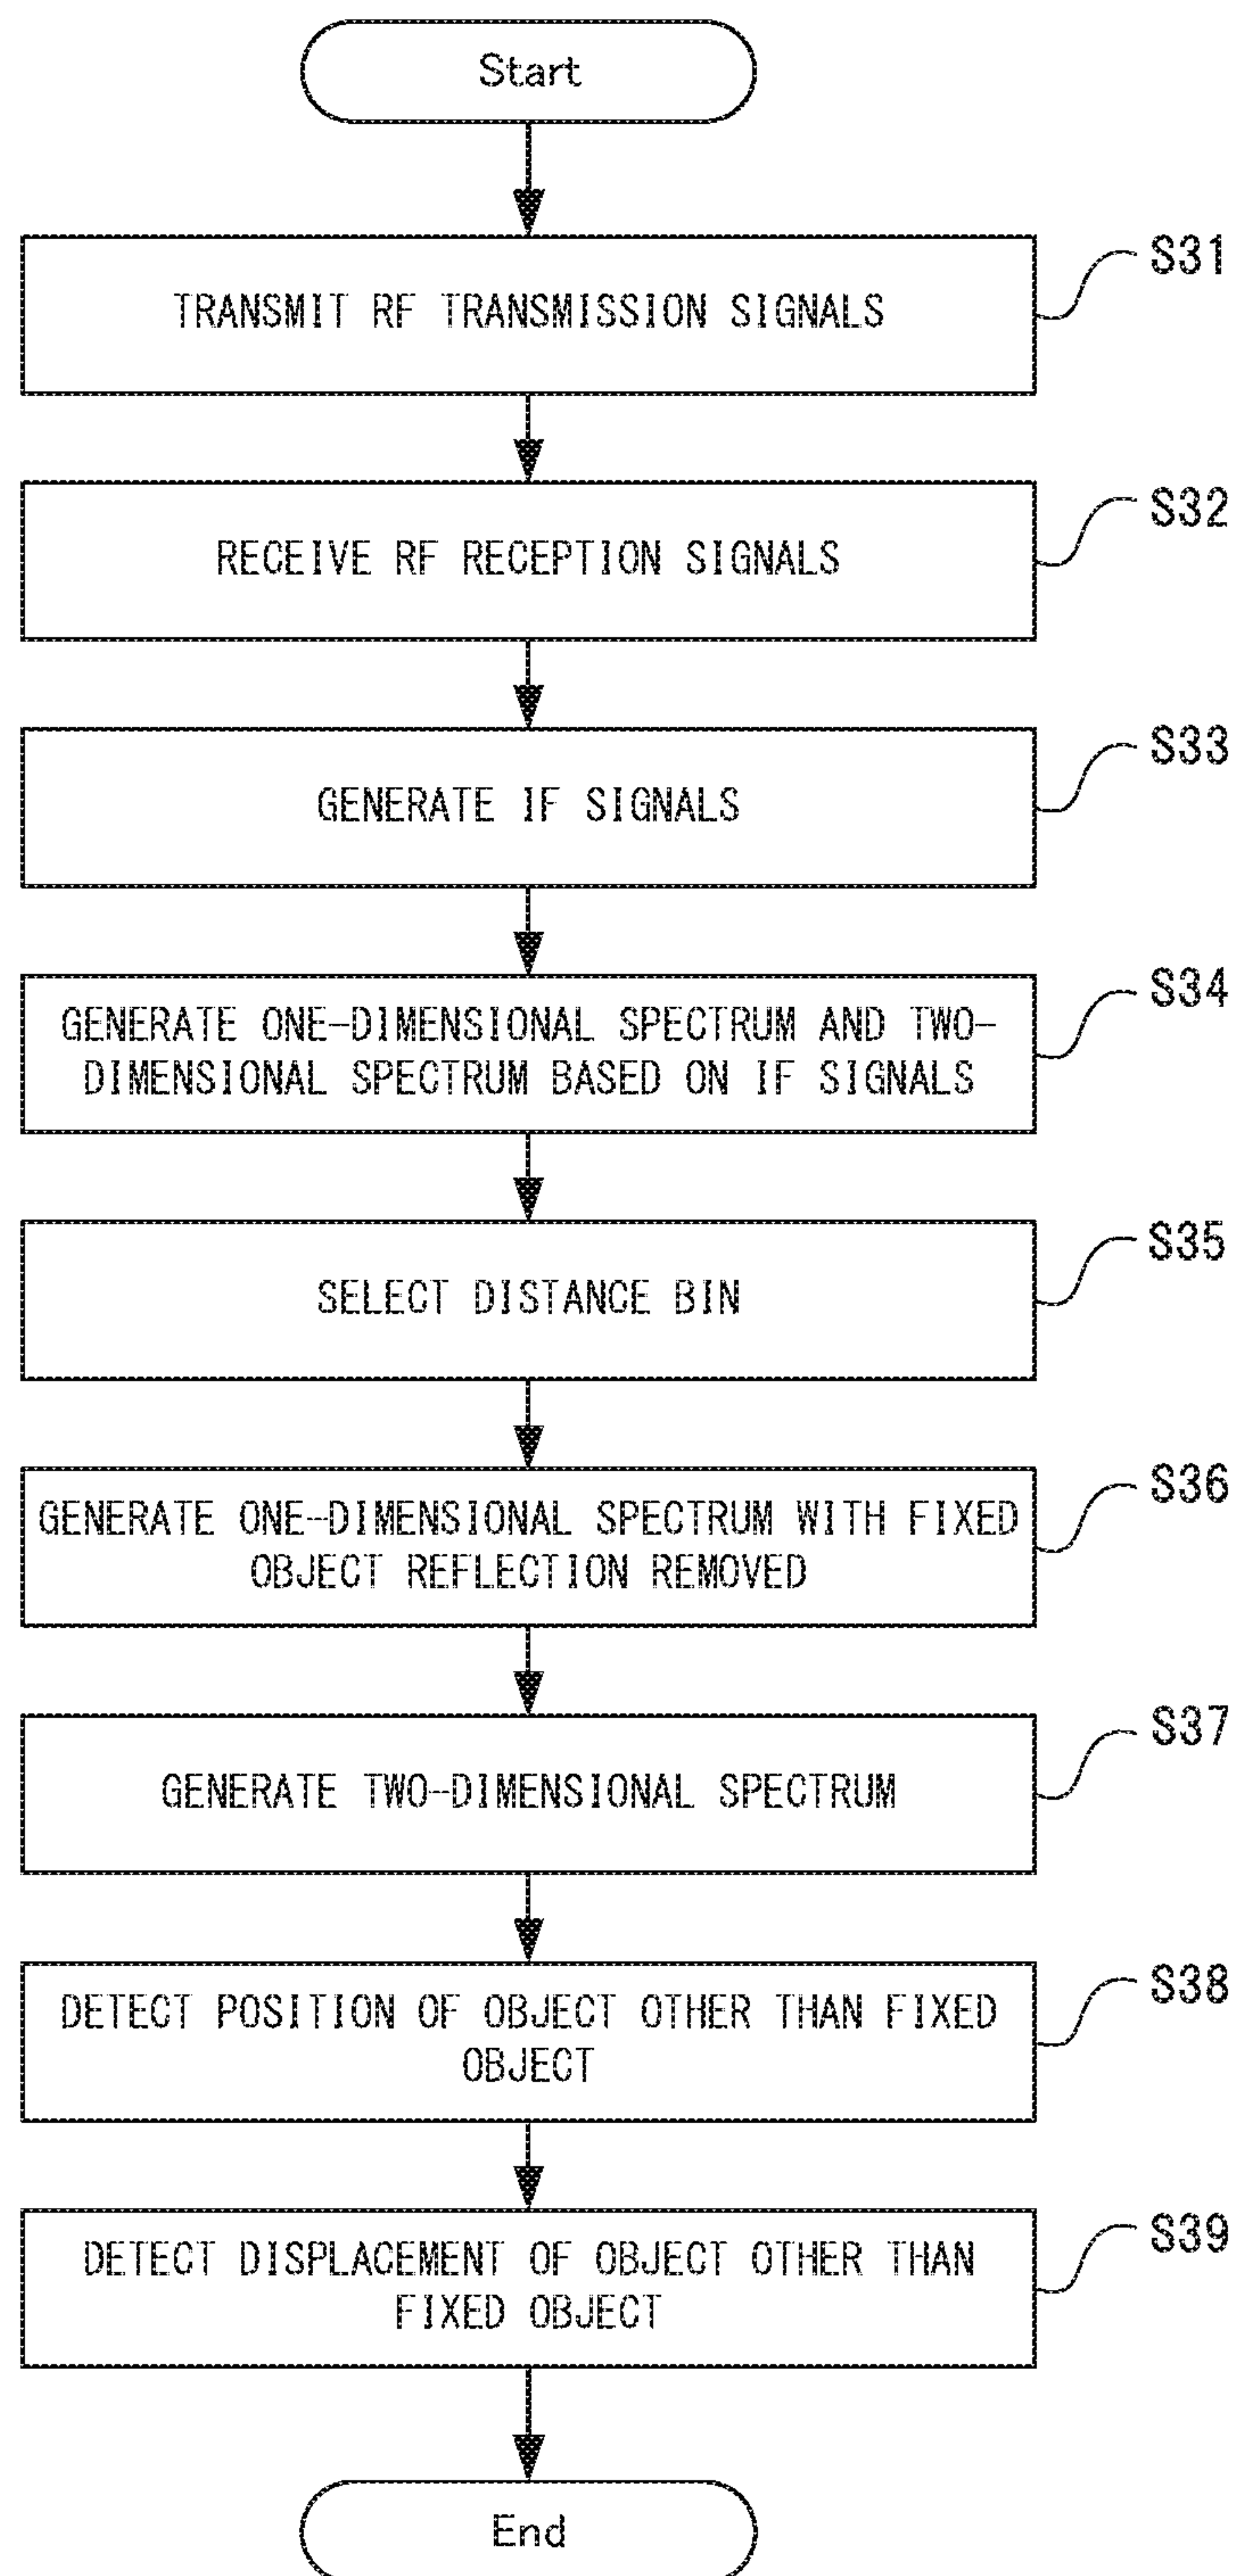 Start
TRANSMIT RF TRANSMISSION SIGNALS
S31
RECEIVE RF RECEPTION SIGNALS
S32
GENERATE IF SIGNALS
S33
GENERATE ONE-DIMENSIONAL SPECTRUM AND TWO-
DIMENSIONAL SPECTRUM BASED ON IF SIGNALS
S34
SELECT DISTANCE BIN
S35
GENERATE ONE-DIMENSIONAL SPECTRUM WITH FIXED
OBJECT REFLECTION REMOVED
S36
GENERATE TWO-DIMENSIONAL SPECTRUM
S37
DETECT POSITION OF OBJECT OTHER THAN FIXED
OBJECT
S38
DETECT DISPLACEMENT OF OBJECT OTHER THAN
FIXED OBJECT
S39
End